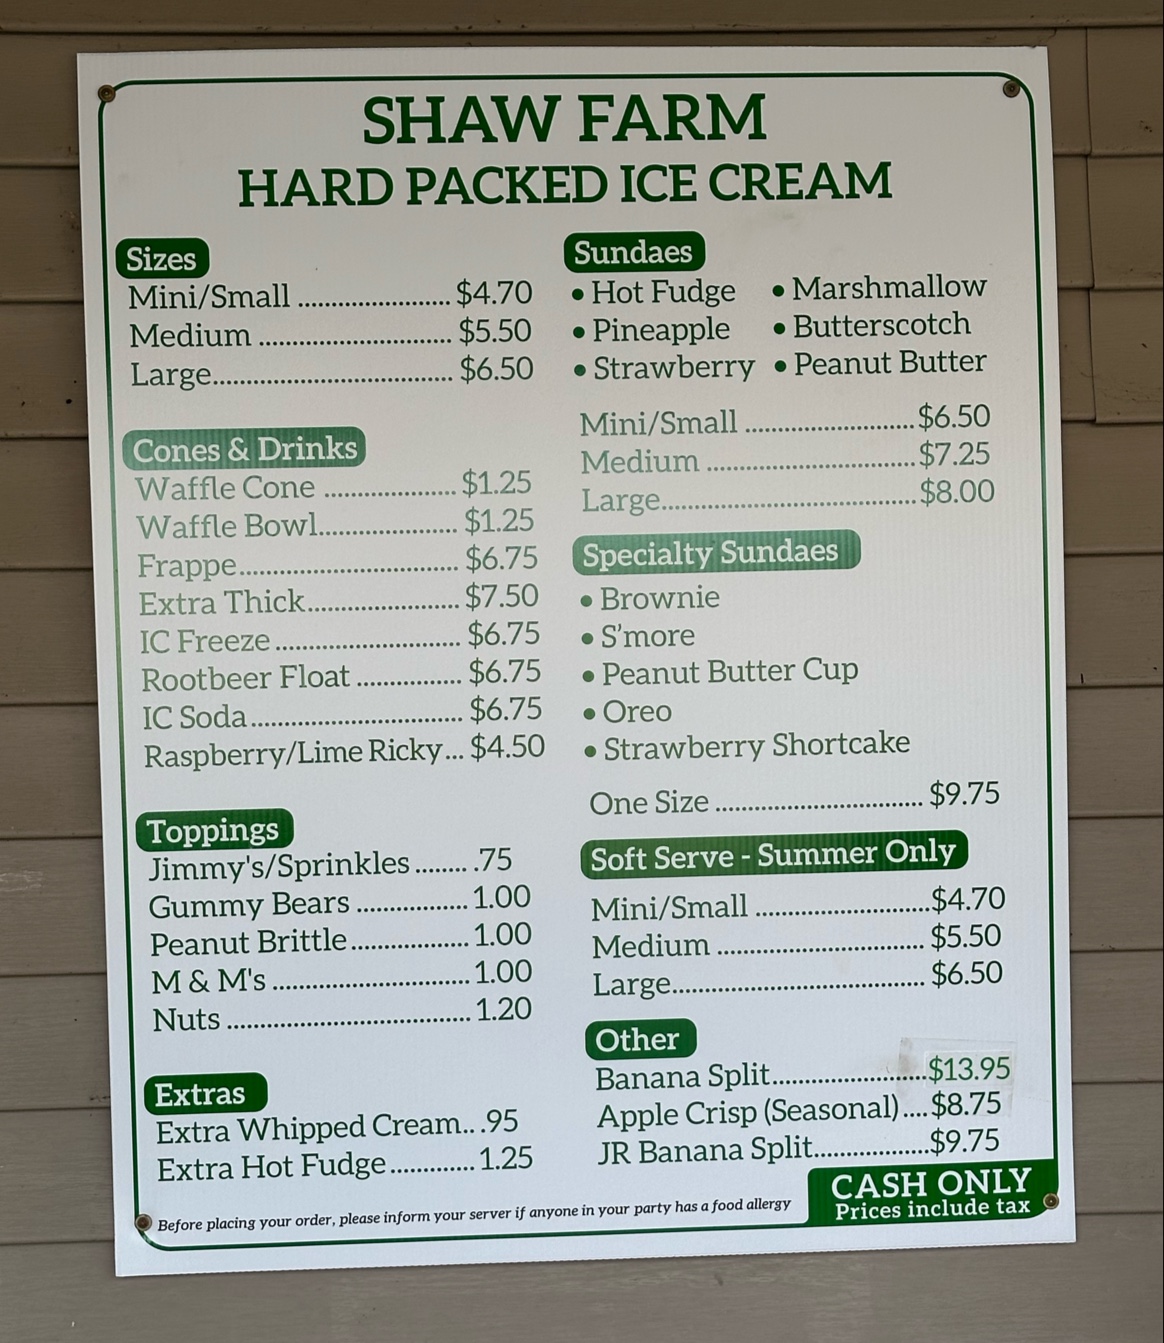 SHAW FARM
HARD PACKED ICE CREAM
Sizes
Mini/Small ..................... $4.70
Medium ........................... $5.50
Large.................................. $6.50
Cones & Drinks
Waffle Cone ................... $1.25
Waffle Bowl.................... $1.25
Frappe............................... $6.75
Extra Thick...................... $7.50
IC Freeze .......................... $6.75
Rootbeer Float ............... $6.75
IC Soda.............................. $6.75
Raspberry/Lime Ricky... $4.50
Toppings
Jimmy's/Sprinkles ........ .75
Gummy Bears ................ 1.00
Peanut Brittle................. 1.00
M & M's ............................ 1.00
Nuts ................................... 1.20
Extras
Extra Whipped Cream.. .95
Extra Hot Fudge............ 1.25
Sundaes
• Hot Fudge • Marshmallow
• Pineapple • Butterscotch
• Strawberry • Peanut Butter
Mini/Small ........................$6.50
Medium ..............................$7.25
Large....................................$8.00
Specialty Sundaes
• Brownie
• S'more
• Peanut Butter Cup
• Oreo
• Strawberry Shortcake
One Size .............................. $9.75
Soft Serve - Summer Only
Mini/Small .........................$4.70
Medium .............................. $5.50
Large.................................... $6.50
Other
Banana Split......................$13.95
Apple Crisp (Seasonal)....$8.75
JR Banana Split.................$9.75
CASH ONLY
Prices include tax
Before placing your order, please inform your server if anyone in your party has a food allergy